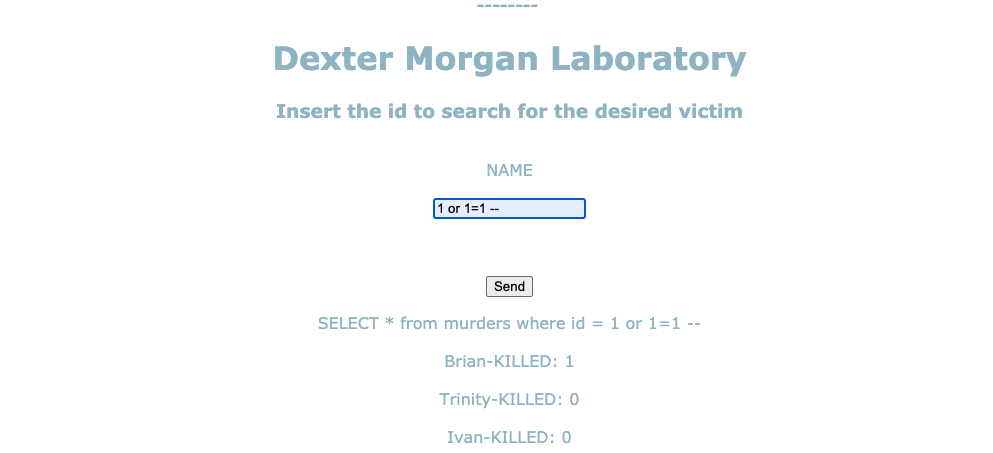 --------
Dexter Morgan Laboratory
Insert the id to search for the desired victim
NAME
1 or 1=1 --
Send
SELECT * from murders where id = 1 or 1=1 --
Brian-KILLED: 1
Trinity-KILLED: 0
Ivan-KILLED: 0